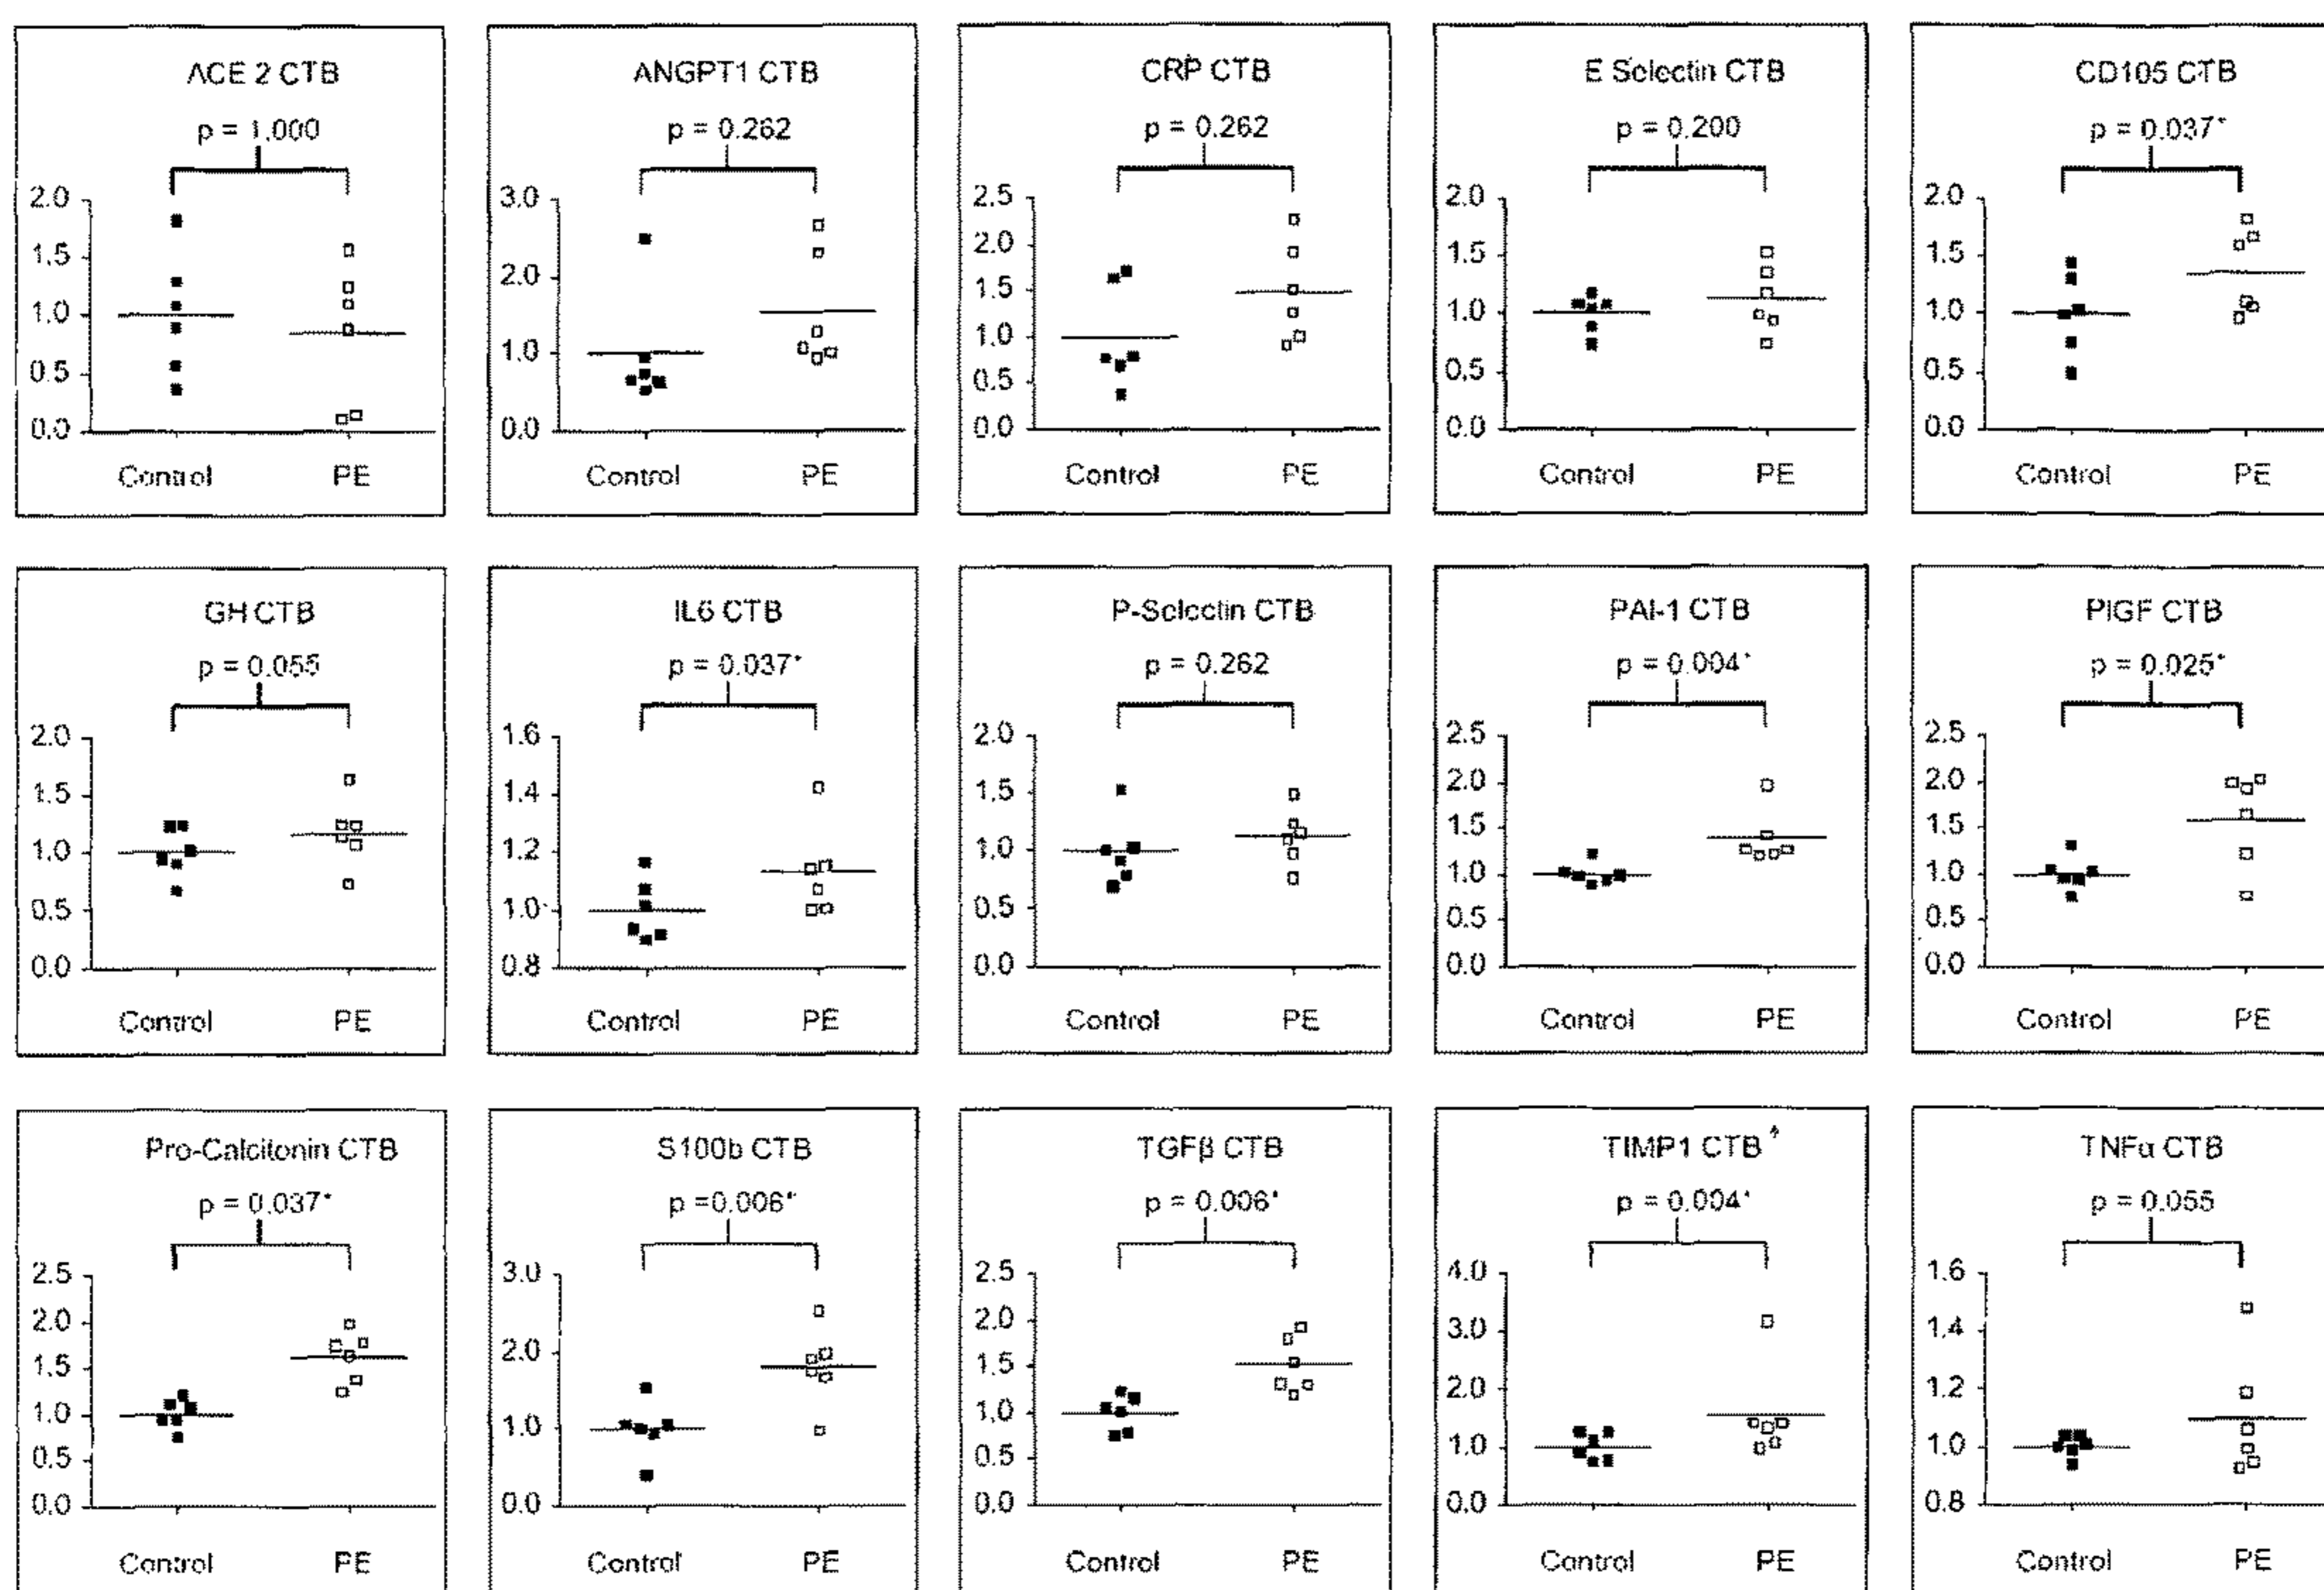 ACE 2 CTB
p = 1.000
2.0
1.5
1.0
0.5
0.0
Control PE
ANGPT1 CTB
p = 0.262
3.0
2.0
1.0
0.0
Control PE
CRP CTB
p = 0.262
2.5
2.0
1.5
1.0
0.5
0.0
Control PE
E Selectin CTB
p = 0.200
2.0
1.5
1.0
0.5
0.0
Control PE
CD105 CTB
p = 0.037*
2.0
1.5
1.0
0.5
0.0
Control PE
GH CTB
p = 0.055
2.0
1.5
1.0
0.5
0.0
Control PE
IL6 CTB
p = 0.037*
1.6
1.4
1.2
1.0
0.8
Control PE
P-Selectin CTB
p = 0.262
2.0
1.5
1.0
0.5
0.0
Control PE
PAI-1 CTB
p = 0.004*
2.5
2.0
1.5
1.0
0.5
0.0
Control PE
PlGF CTB
p = 0.025*
2.5
2.0
1.5
1.0
0.5
0.0
Control PE
Pro-Calcitonin CTB
p = 0.037*
2.5
2.0
1.5
1.0
0.5
0.0
Control PE
S100b CTB
p =0.006*
3.0
2.0
1.0
0.0
Control PE
TGFβ CTB
p = 0.006*
2.5
2.0
1.5
1.0
0.5
0.0
Control PE
TIMP1 CTB*
p = 0.004*
4.0
3.0
2.0
1.0
0.0
Control PE
TNFα CTB
p = 0.055
1.6
1.4
1.2
1.0
0.8
Control PE